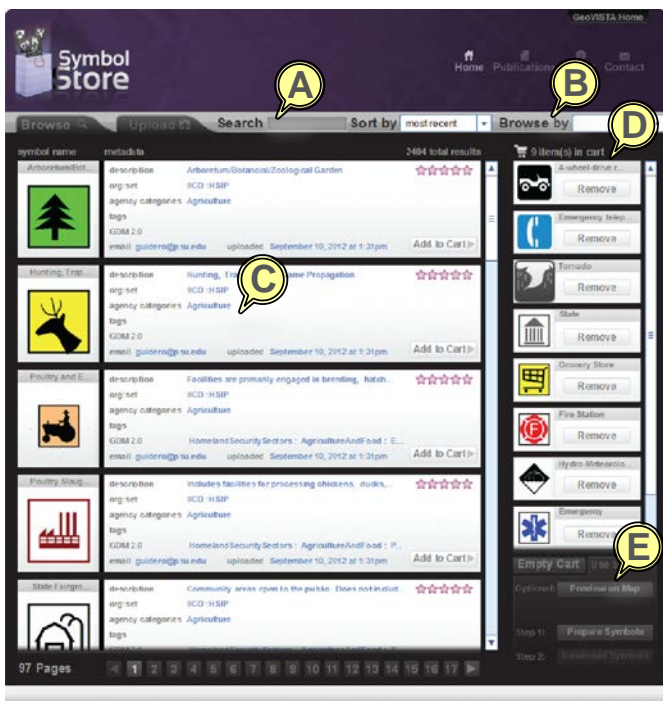 GeoVISTA Home
Symbol Store
Home Publications Contact
A
B
Browse Upload Search Sort by most recent Browse by
D
symbol name metadata 2404 total results 9 item(s) in cart
Arboretum/Bot...
description Arboretum/Botancial/Zoological Garden
org:set IICD :HSIP
agency categories Agriculture
tags
GDM 2.0
email guidero@psu.edu uploaded September 10, 2012 at 1:31pm Add to Cart
Hunting, Trap...
description Hunting, ame Propagation
C
org:set IICD :HSIP
agency categories Agriculture
tags
GDM 2.0
email guidero@psu.edu uploaded September 10, 2012 at 1:31pm Add to Cart
Poultry and E...
description Facilities are primarily engaged in breeding, hatch...
org:set IICD :HSIP
agency categories Agriculture
tags
GDM 2.0 HomelandSecuritySectors : AgricultureAndFood : E...
email guidero@psu.edu uploaded September 10, 2012 at 1:31pm Add to Cart
Poultry Slaug...
description Includes facilities for processing chickens, ducks,...
org:set IICD :HSIP
agency categories Agriculture
tags
GDM 2.0 HomelandSecuritySectors : AgricultureAndFood : P...
email guidero@psu.edu uploaded September 10, 2012 at 1:31pm Add to Cart
State Fairgro...
description Community areas open to the public. Does not includ...
org:set IICD :HSIP
agency categories Agriculture
tags
97 Pages 1 2 3 4 5 6 7 8 9 10 11 12 13 14 15 16 17
4-wheel-drive r...
Remove
Emergency telep...
Remove
Tornado
Remove
State
Remove
Grocery Store
Remove
Fire Station
F
Remove
Hydro-Meteorolo...
Remove
Emergency
Remove
E
Empty Cart Use S
Optional: Preview on Map
Step 1: Prepare Symbols
Step 2: Download Symbols